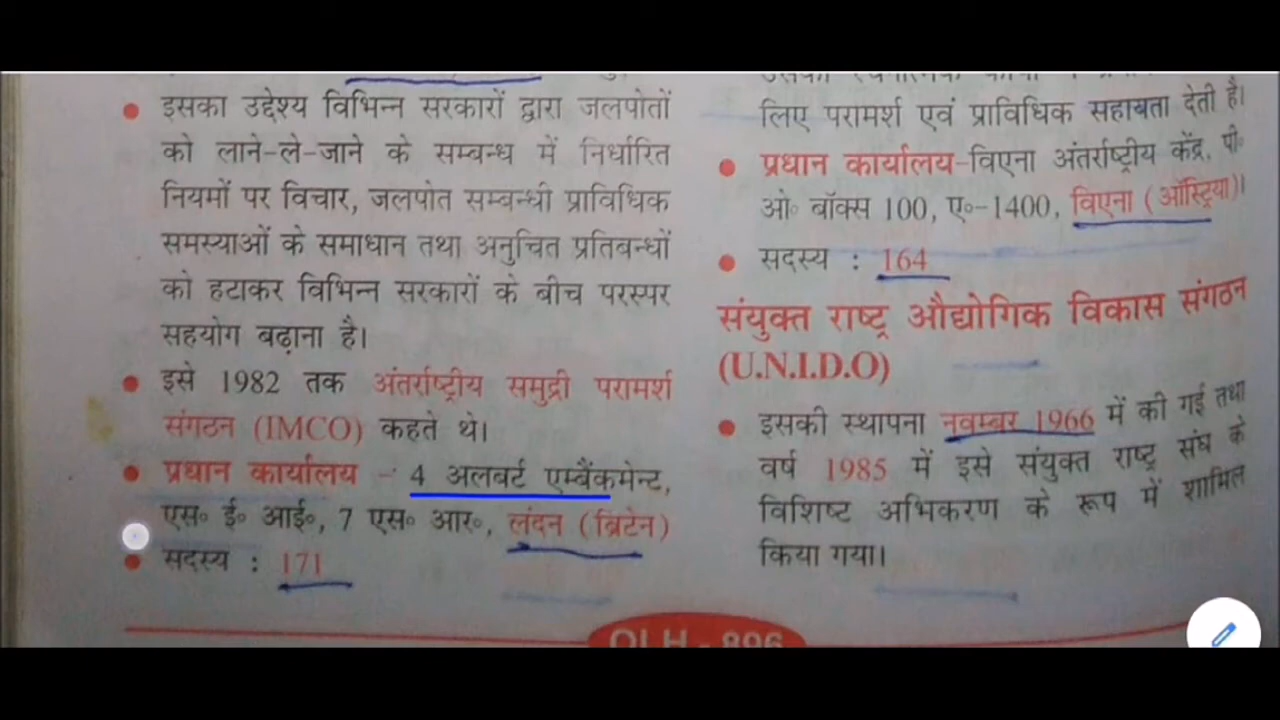 इसका उद्देश्य विभिन्न सरकारों द्वारा जलपोतों
को लाने-ले-जाने के सम्बन्ध में निर्धारित
नियमों पर विचार, जलपोत सम्बन्धी प्राविधिक
समस्याओं के समाधान तथा अनुचित प्रतिबन्धों
को हटाकर विभिन्न सरकारों के बीच परस्पर
सहयोग बढ़ाना है।
इसे 1982 तक अंतर्राष्ट्रीय समुद्री परामर्श
संगठन (IMCO) कहते थे।
प्रधान कार्यालय - 4 अलबर्ट एम्बैंकमेन्ट,
एस॰ ई॰ आई॰, 7 एस॰ आर॰, लंदन (ब्रिटेन)
सदस्य : 171
लिए परामर्श एवं प्राविधिक सहायता देती है।
प्रधान कार्यालय-विएना अंतर्राष्ट्रीय केंद्र, पी॰
ओ॰ बॉक्स 100, ए॰-1400, विएना (ऑस्ट्रिया)।
सदस्य : 164
संयुक्त राष्ट्र औद्योगिक विकास संगठन
(U.N.I.D.O)
इसकी स्थापना नवम्बर 1966 में की गई तथा
वर्ष 1985 में इसे संयुक्त राष्ट्र संघ के
विशिष्ट अभिकरण के रूप में शामिल
किया गया।
QLH - 896